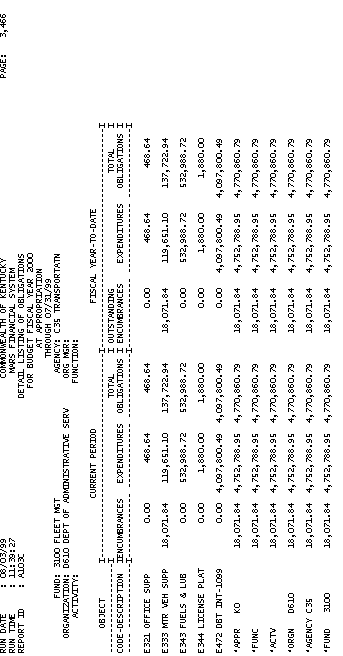 RUN DATE : 08/03/99 COMMONWEALTH OF KENTUCKY PAGE: 3,466
RUN TIME : 11:59:27 MARS FINANCIAL SYSTEM
REPORT ID : A103C DETAIL LISTING OF OBLIGATIONS
FOR BUDGET FISCAL YEAR 2000
AT APPROPRIATION
THROUGH 07/31/99
FUND: 3100 FLEET MGT AGENCY: C35 TRANSPORTATN
ORGANIZATION: D610 DEPT OF ADMINISTRATIVE SERV ORG MGR:
ACTIVITY: FUNCTION:
CURRENT PERIOD FISCAL YEAR-TO-DATE
OBJECT I-----------------------------------I-----------------------------------I
TOTAL I OUTSTANDING TOTAL I
CODE-DESCRIPTION IENCUMBRANCES EXPENDITURES OBLIGATIONS I ENCUMBRANCES EXPENDITURES OBLIGATIONS I
E321 OFFICE SUPP 0.00 468.64 468.64 0.00 468.64 468.64
E333 MTR VEH SUPP 18,071.84 119,651.10 137,722.94 18,071.84 119,651.10 137,722.94
E343 FUELS & LUB 0.00 532,988.72 532,988.72 0.00 532,988.72 532,988.72
E344 LICENSE PLAT 0.00 1,880.00 1,880.00 0.00 1,880.00 1,880.00
E472 DBT INT-1099 0.00 4,097,800.49 4,097,800.49 0.00 4,097,800.49 4,097,800.49
*APPR KO 18,071.84 4,752,788.95 4,770,860.79 18,071.84 4,752,788.95 4,770,860.79
*FUNC 18,071.84 4,752,788.95 4,770,860.79 18,071.84 4,752,788.95 4,770,860.79
*ACTV 18,071.84 4,752,788.95 4,770,860.79 18,071.84 4,752,788.95 4,770,860.79
*ORGN D610 18,071.84 4,752,788.95 4,770,860.79 18,071.84 4,752,788.95 4,770,860.79
*AGENCY C35 18,071.84 4,752,788.95 4,770,860.79 18,071.84 4,752,788.95 4,770,860.79
*FUND 3100 18,071.84 4,752,788.95 4,770,860.79 18,071.84 4,752,788.95 4,770,860.79